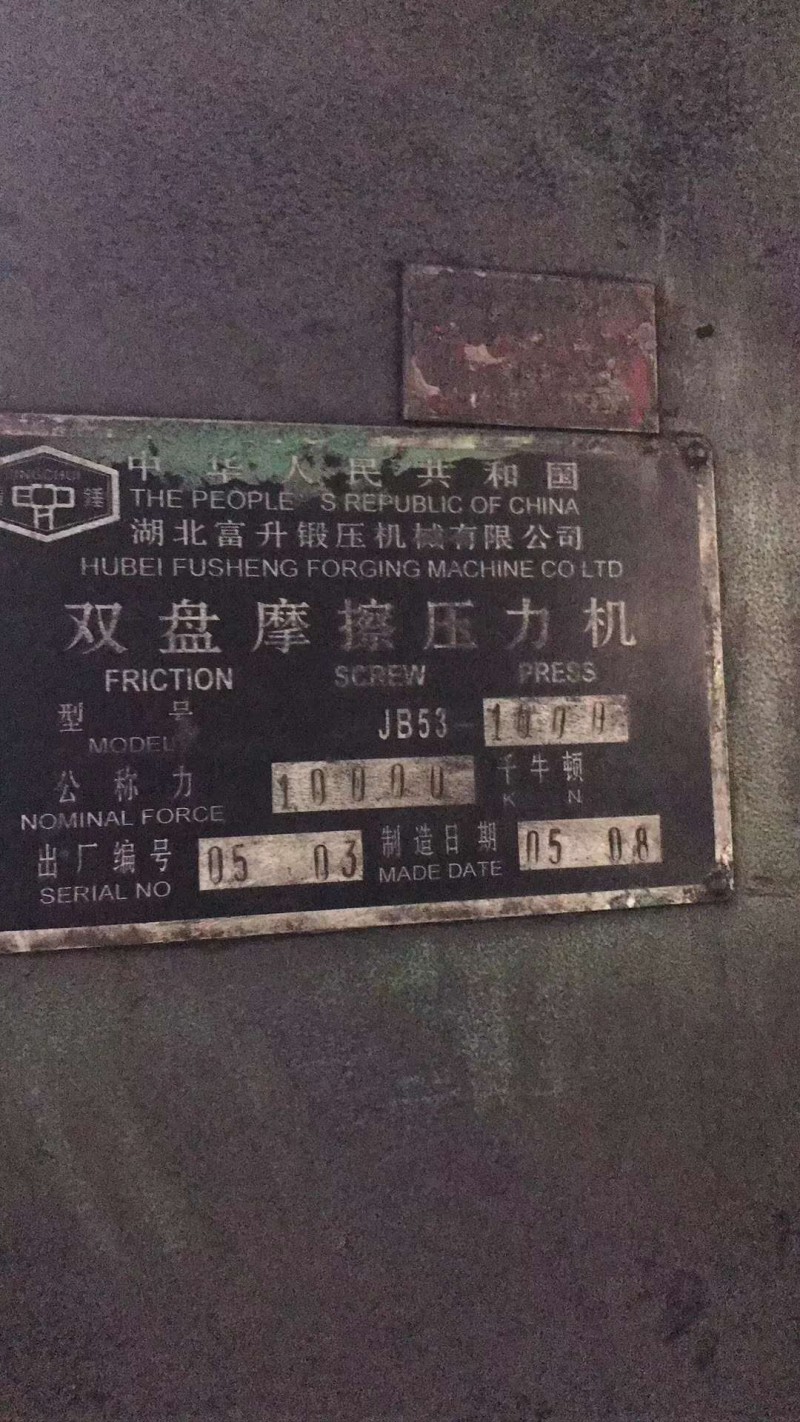 中华人民共和国
THE PEOPLE S REPUBLIC OF CHINA
湖北富升锻压机械有限公司
HUBEI FUSHENG FORGING MACHINE CO LTD
双盘摩擦压力机
FRICTION SCREW PRESS
型号 JB53-1000
MODEL
公称力 10000 千牛顿
NOMINAL FORCE K N
出厂编号 05 03 制造日期 05 08
SERIAL NO MADE DATE